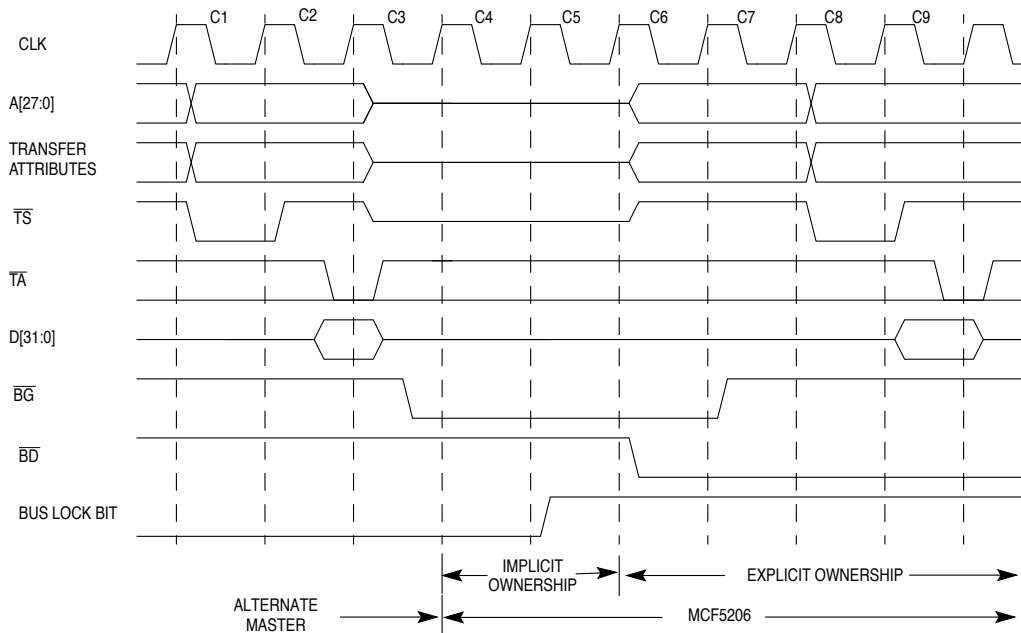 C1 C2 C3 C4 C5 C6 C7 C8 C9
CLK
A[27:0]
TRANSFER
ATTRIBUTES
TS
TA
D[31:0]
BG
BD
BUS LOCK BIT
IMPLICIT
OWNERSHIP
EXPLICIT OWNERSHIP
ALTERNATE
MASTER
MCF5206